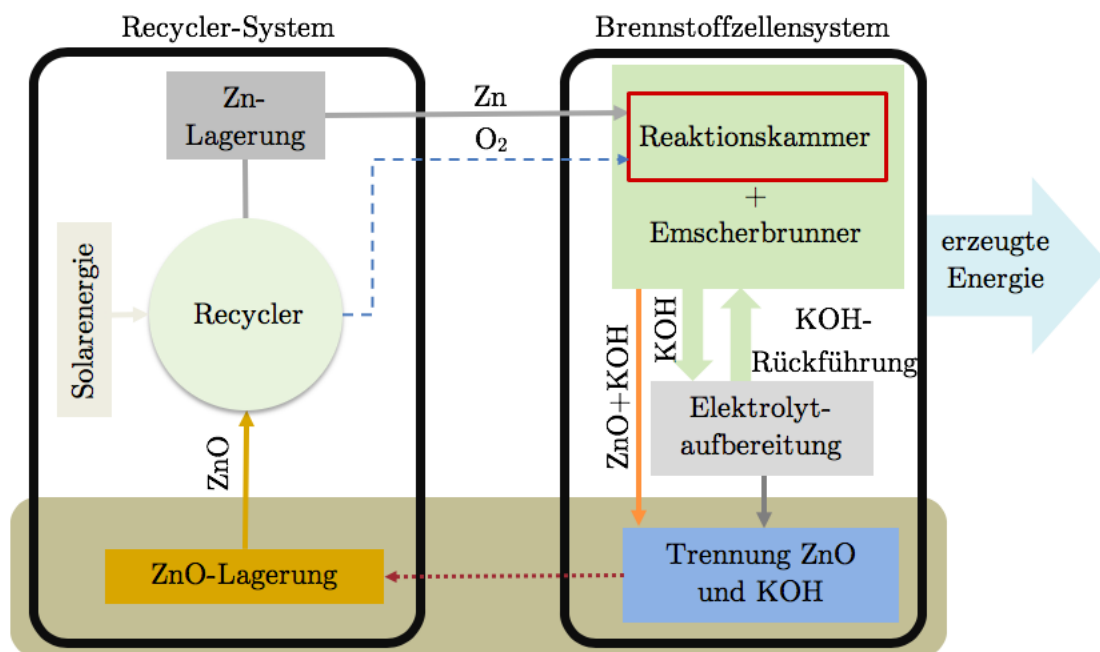 Recycler-System
Brennstoffzellensystem
Zn-
Lagerung
Zn
O₂
Reaktionskammer
+
Emscherbrunner
erzeugte
Energie
Solarenergie
Recycler
KOH
KOH-
Rückführung
ZnO+KOH
Elektrolyt-
aufbereitung
ZnO
ZnO-Lagerung
Trennung ZnO
und KOH